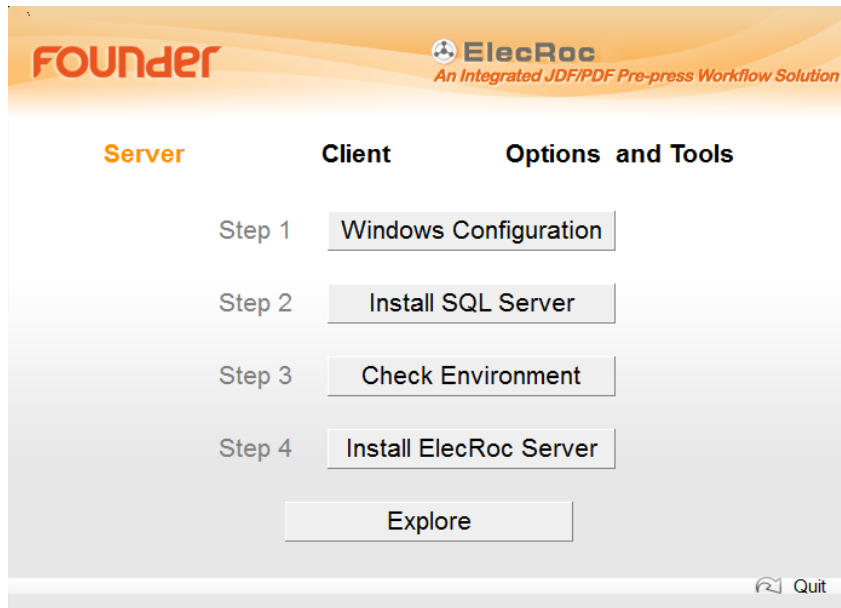 FOUNDER
ElecRoc
An Integrated JDF/PDF Pre-press Workflow Solution
Server Client Options and Tools
Step 1 Windows Configuration
Step 2 Install SQL Server
Step 3 Check Environment
Step 4 Install ElecRoc Server
Explore
Quit